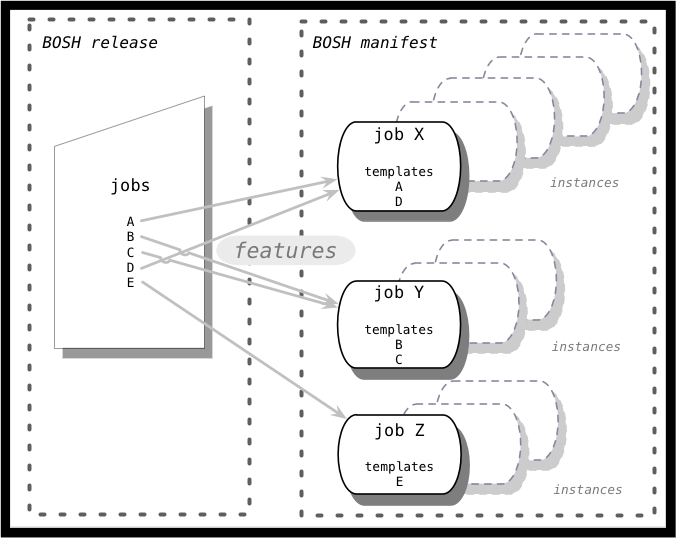 BOSH release
jobs
A
B
C
D
E
features
BOSH manifest
job X
templates
A
D
instances
job Y
templates
B
C
instances
job Z
templates
E
instances